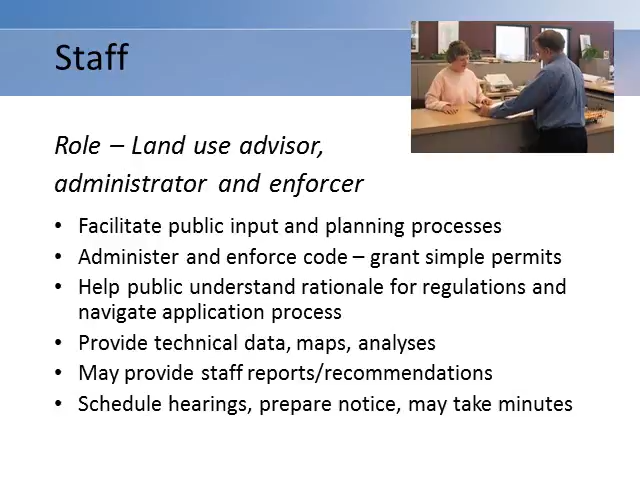 Staff
Role – Land use advisor,
administrator and enforcer
• Facilitate public input and planning processes
• Administer and enforce code – grant simple permits
• Help public understand rationale for regulations and
navigate application process
• Provide technical data, maps, analyses
• May provide staff reports/recommendations
• Schedule hearings, prepare notice, may take minutes